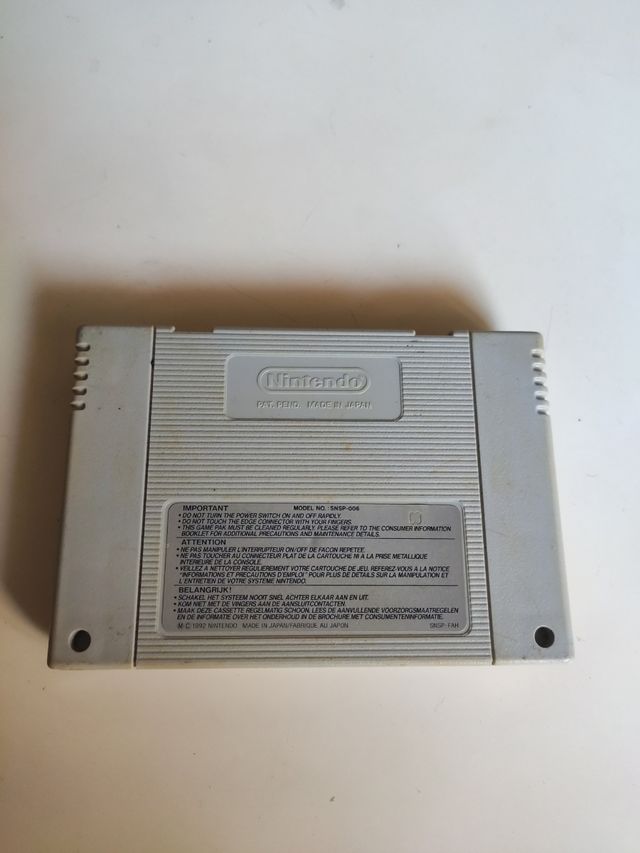 Nintendo
PAT. PEND. MADE IN JAPAN
IMPORTANT MODEL NO. : SNSP-006
• DO NOT TURN THE POWER SWITCH ON AND OFF RAPIDLY.
• DO NOT TOUCH THE EDGE CONNECTOR WITH YOUR FINGERS.
• THIS GAME PAK MUST BE CLEANED REGULARLY. PLEASE REFER TO THE CONSUMER INFORMATION
BOOKLET FOR ADDITIONAL PRECAUTIONS AND MAINTENANCE DETAILS.
ATTENTION
• NE PAS MANIPULER L'INTERRUPTEUR ON/OFF DE FACON REPETEE.
• NE PAS TOUCHER AU CONNECTEUR PLAT DE LA CARTOUCHE NI A LA PRISE METALLIQUE
INTERIEURE DE LA CONSOLE.
• VEILLEZ A NETTOYER REGULIEREMENT VOTRE CARTOUCHE DE JEU. REFEREZ-VOUS A LA NOTICE
"INFORMATIONS ET PRECAUTIONS D'EMPLOI" POUR PLUS DE DETAILS SUR LA MANIPULATION ET
L'ENTRETIEN DE VOTRE SYSTEME NINTENDO.
BELANGRIJK!
• SCHAKEL HET SYSTEEM NOOIT SNEL ACHTER ELKAAR AAN EN UIT.
• KOM NIET MET DE VINGERS AAN DE AANSLUITCONTACTEN.
• MAAK DEZE CASSETTE REGELMATIG SCHOON. LEES DE AANVULLENDE VOORZORGSMAATREGELEN
EN DE INFORMATIE OVER HET ONDERHOUD IN DE BROCHURE MET CONSUMENTENINFORMATIE.
M·C 1992 NINTENDO MADE IN JAPAN/FABRIQUE AU JAPON SNSP-FAH